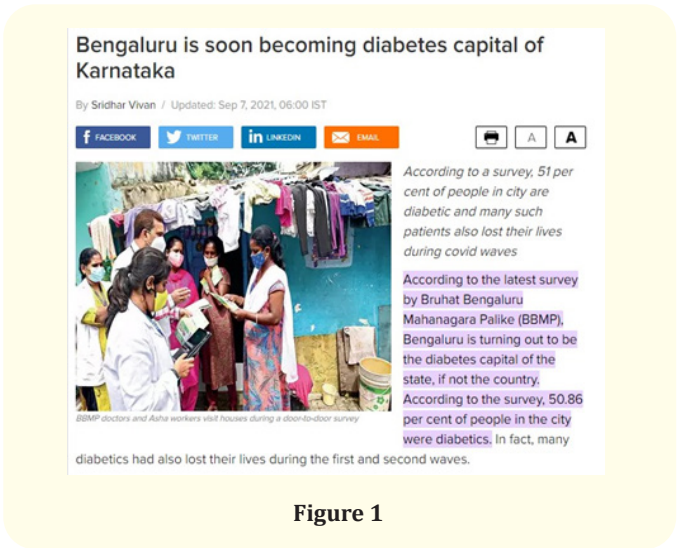 Bengaluru is soon becoming diabetes capital of
Karnataka
By Sridhar Vivan / Updated: Sep 7, 2021, 06:00 IST
f FACEBOOK TWITTER in LINKEDIN EMAIL A A
According to a survey, 51 per
cent of people in city are
diabetic and many such
patients also lost their lives
during covid waves
According to the latest survey
by Bruhat Bengaluru
Mahanagara Palike (BBMP),
Bengaluru is turning out to be
the diabetes capital of the
state, if not the country.
According to the survey, 50.86
per cent of people in the city
were diabetics. In fact, many
BBMP doctors and Asha workers visit houses during a door-to-door survey
diabetics had also lost their lives during the first and second waves.
Figure 1